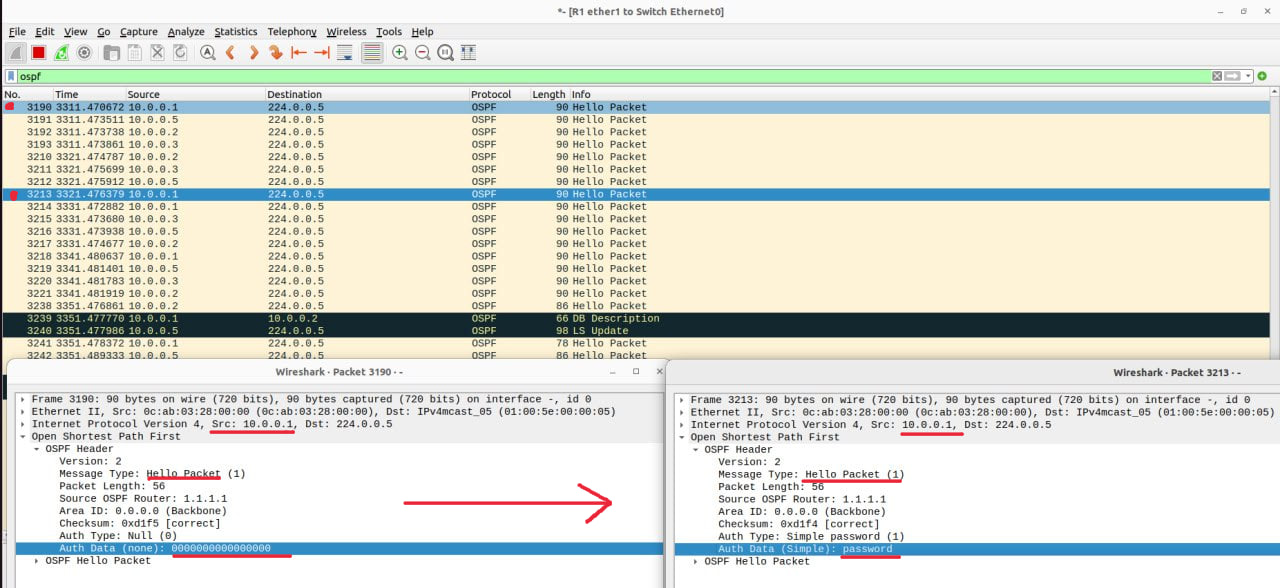 *- [R1 ether1 to Switch Ethernet0]
File Edit View Go Capture Analyze Statistics Telephony Wireless Tools Help
ospf
No. Time Source Destination Protocol Length Info
3190 3311.470672 10.0.0.1 224.0.0.5 OSPF 90 Hello Packet
3191 3311.473511 10.0.0.5 224.0.0.5 OSPF 90 Hello Packet
3192 3311.473738 10.0.0.2 224.0.0.5 OSPF 90 Hello Packet
3193 3311.473861 10.0.0.3 224.0.0.5 OSPF 90 Hello Packet
3210 3321.474787 10.0.0.2 224.0.0.5 OSPF 90 Hello Packet
3211 3321.475699 10.0.0.3 224.0.0.5 OSPF 90 Hello Packet
3212 3321.475912 10.0.0.5 224.0.0.5 OSPF 90 Hello Packet
3213 3321.476379 10.0.0.1 224.0.0.5 OSPF 90 Hello Packet
3214 3331.472882 10.0.0.1 224.0.0.5 OSPF 90 Hello Packet
3215 3331.473680 10.0.0.3 224.0.0.5 OSPF 90 Hello Packet
3216 3331.473938 10.0.0.5 224.0.0.5 OSPF 90 Hello Packet
3217 3331.474677 10.0.0.2 224.0.0.5 OSPF 90 Hello Packet
3218 3341.480637 10.0.0.1 224.0.0.5 OSPF 90 Hello Packet
3219 3341.481401 10.0.0.5 224.0.0.5 OSPF 90 Hello Packet
3220 3341.481783 10.0.0.3 224.0.0.5 OSPF 90 Hello Packet
3221 3341.481919 10.0.0.2 224.0.0.5 OSPF 90 Hello Packet
3238 3351.476861 10.0.0.2 224.0.0.5 OSPF 86 Hello Packet
3239 3351.477770 10.0.0.1 10.0.0.2 OSPF 66 DB Description
3240 3351.477986 10.0.0.5 224.0.0.5 OSPF 98 LS Update
3241 3351.478372 10.0.0.1 224.0.0.5 OSPF 78 Hello Packet
3242 3351.489333 10.0.0.5 224.0.0.5 OSPF 86 Hello Packet
Wireshark · Packet 3190 · -
Frame 3190: 90 bytes on wire (720 bits), 90 bytes captured (720 bits) on interface -, id 0
Ethernet II, Src: 0c:ab:03:28:00:00 (0c:ab:03:28:00:00), Dst: IPv4mcast_05 (01:00:5e:00:00:05)
Internet Protocol Version 4, Src: 10.0.0.1, Dst: 224.0.0.5
Open Shortest Path First
OSPF Header
Version: 2
Message Type: Hello Packet (1)
Packet Length: 56
Source OSPF Router: 1.1.1.1
Area ID: 0.0.0.0 (Backbone)
Checksum: 0xd1f5 [correct]
Auth Type: Null (0)
Auth Data (none): 0000000000000000
OSPF Hello Packet
Wireshark · Packet 3213 · -
Frame 3213: 90 bytes on wire (720 bits), 90 bytes captured (720 bits) on interface -, id 0
Ethernet II, Src: 0c:ab:03:28:00:00 (0c:ab:03:28:00:00), Dst: IPv4mcast_05 (01:00:5e:00:00:05)
Internet Protocol Version 4, Src: 10.0.0.1, Dst: 224.0.0.5
Open Shortest Path First
OSPF Header
Version: 2
Message Type: Hello Packet (1)
Packet Length: 56
Source OSPF Router: 1.1.1.1
Area ID: 0.0.0.0 (Backbone)
Checksum: 0xd1f4 [correct]
Auth Type: Simple password (1)
Auth Data (Simple): password
OSPF Hello Packet